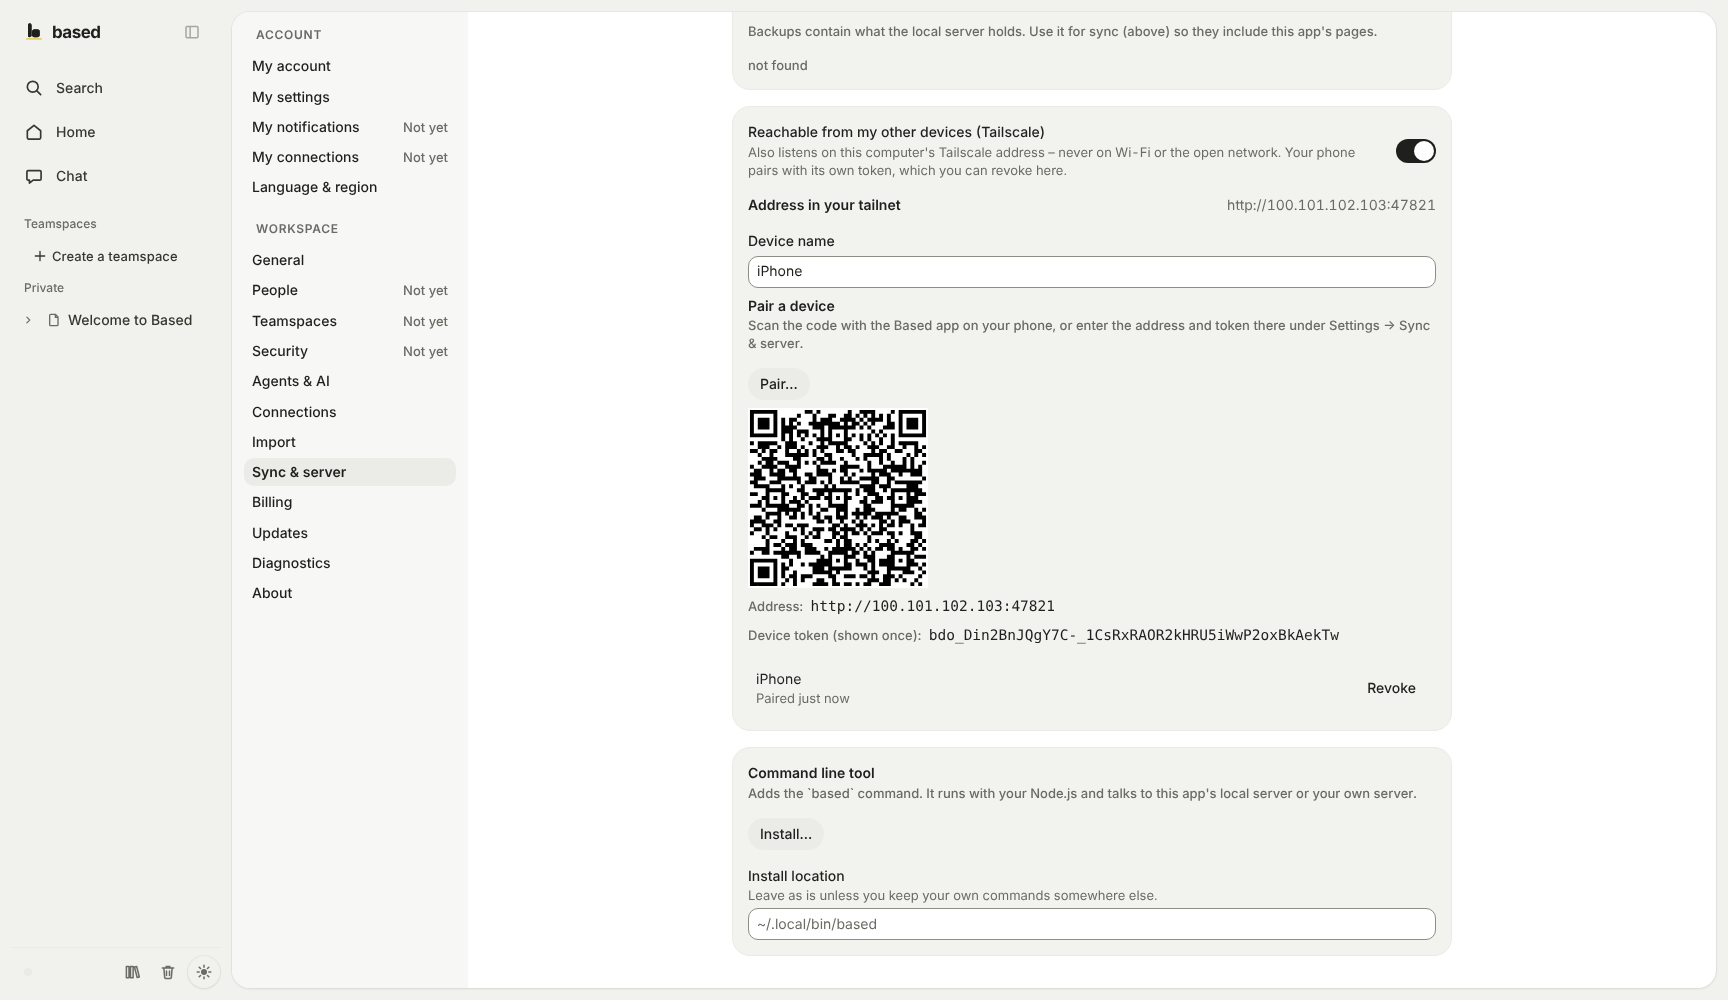 based
Search
Home
Chat
Teamspaces
Create a teamspace
Private
Welcome to Based
ACCOUNT
My account
My settings
My notifications Not yet
My connections Not yet
Language & region
WORKSPACE
General
People Not yet
Teamspaces Not yet
Security Not yet
Agents & AI
Connections
Import
Sync & server
Billing
Updates
Diagnostics
About
Backups contain what the local server holds. Use it for sync (above) so they include this app's pages.
not found
Reachable from my other devices (Tailscale)
Also listens on this computer's Tailscale address – never on Wi-Fi or the open network. Your phone
pairs with its own token, which you can revoke here.
Address in your tailnet http://100.101.102.103:47821
Device name
iPhone
Pair a device
Scan the code with the Based app on your phone, or enter the address and token there under Settings → Sync
& server.
Pair...
Address: http://100.101.102.103:47821
Device token (shown once): bdo_Din2BnJQgY7C-_1CsRxRAOR2kHRU5iWwP2oxBkAekTw
iPhone
Paired just now
Revoke
Command line tool
Adds the `based` command. It runs with your Node.js and talks to this app's local server or your own server.
Install...
Install location
Leave as is unless you keep your own commands somewhere else.
~/.local/bin/based